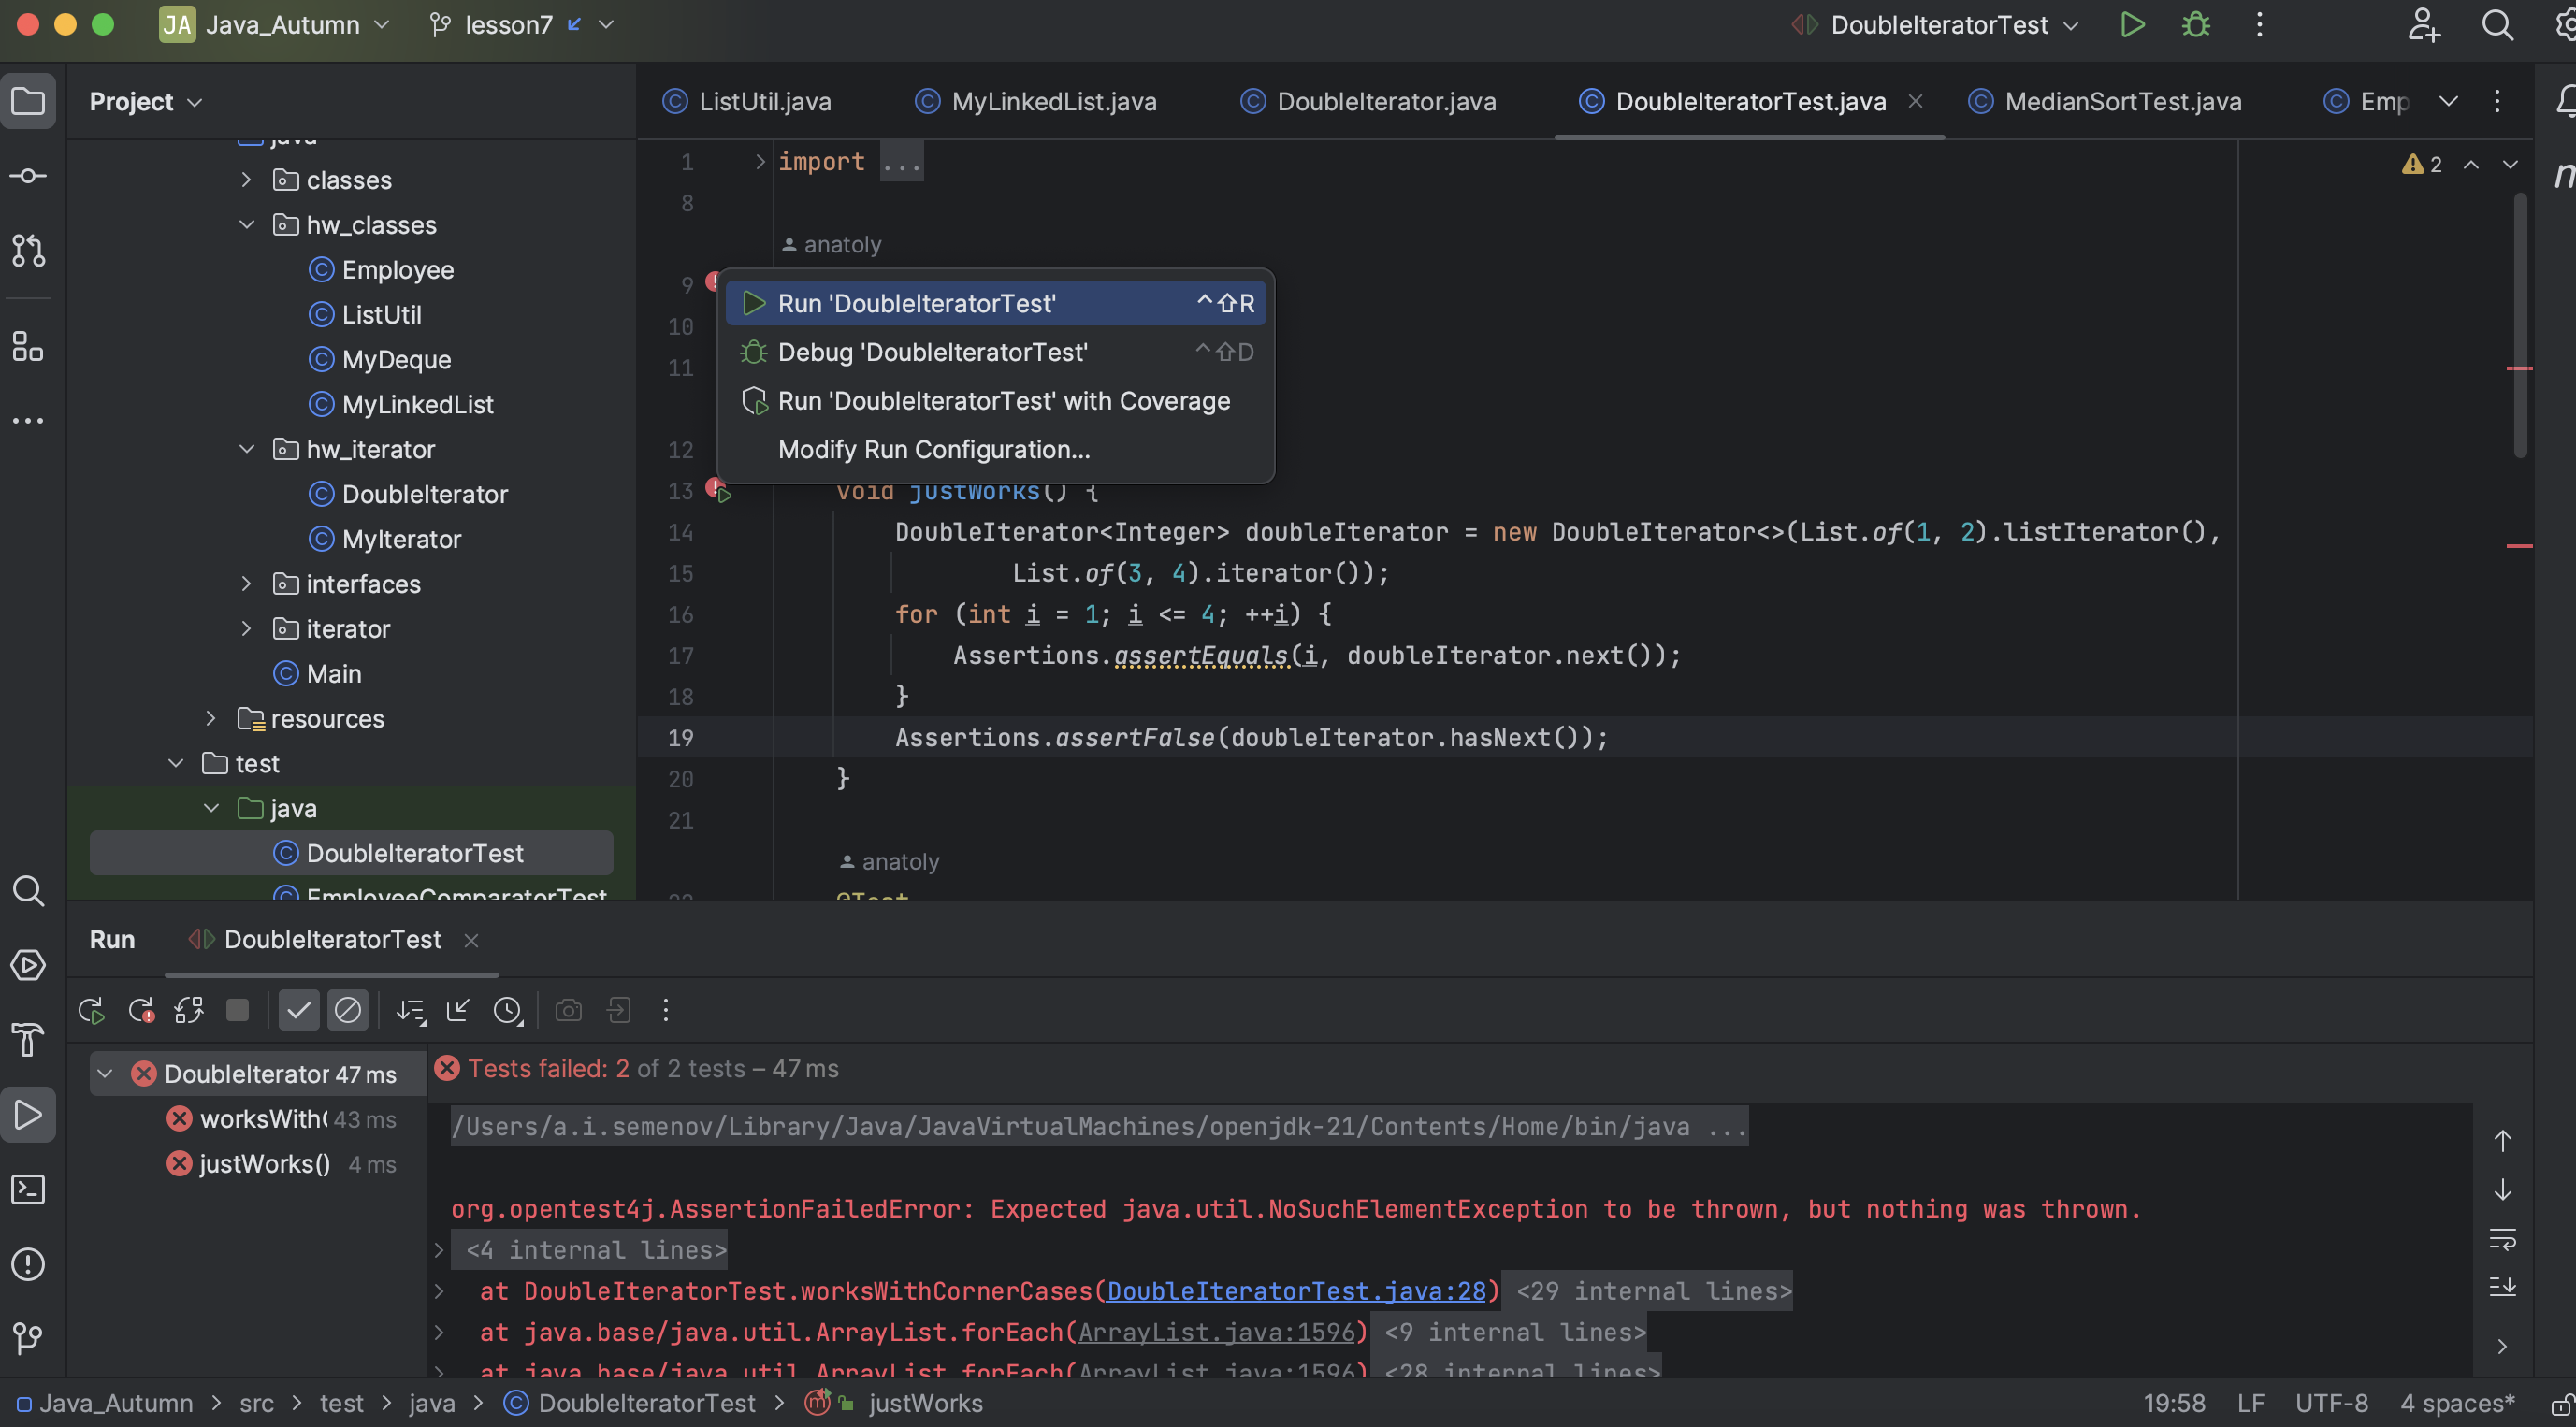 JA Java_Autumn lesson7 DoubleIteratorTest
Project
ListUtil.java MyLinkedList.java DoubleIterator.java DoubleIteratorTest.java MedianSortTest.java Emp
java
classes
hw_classes
Employee
ListUtil
MyDeque
MyLinkedList
hw_iterator
DoubleIterator
MyIterator
interfaces
iterator
Main
resources
test
java
DoubleIteratorTest
EmployeeComparatorTest
2
1 import ...
8
anatoly
9
10
11
12
Run 'DoubleIteratorTest' ^⇧R
Debug 'DoubleIteratorTest' ^⇧D
Run 'DoubleIteratorTest' with Coverage
Modify Run Configuration...
13 void justWorks() {
14 DoubleIterator<Integer> doubleIterator = new DoubleIterator<>(List.of(1, 2).listIterator(),
15 List.of(3, 4).iterator());
16 for (int i = 1; i <= 4; ++i) {
17 Assertions.assertEquals(i, doubleIterator.next());
18 }
19 Assertions.assertFalse(doubleIterator.hasNext());
20 }
21
anatoly
22 @Test
Run DoubleIteratorTest
DoubleIterator 47 ms
worksWith 43 ms
justWorks() 4 ms
Tests failed: 2 of 2 tests – 47 ms
/Users/a.i.semenov/Library/Java/JavaVirtualMachines/openjdk-21/Contents/Home/bin/java ...
org.opentest4j.AssertionFailedError: Expected java.util.NoSuchElementException to be thrown, but nothing was thrown.
<4 internal lines>
at DoubleIteratorTest.worksWithCornerCases(DoubleIteratorTest.java:28) <29 internal lines>
at java.base/java.util.ArrayList.forEach(ArrayList.java:1596) <9 internal lines>
at java.base/java.util.ArrayList.forEach(ArrayList.java:1596) <28 internal lines>
Java_Autumn > src > test > java > DoubleIteratorTest > justWorks 19:58 LF UTF-8 4 spaces*